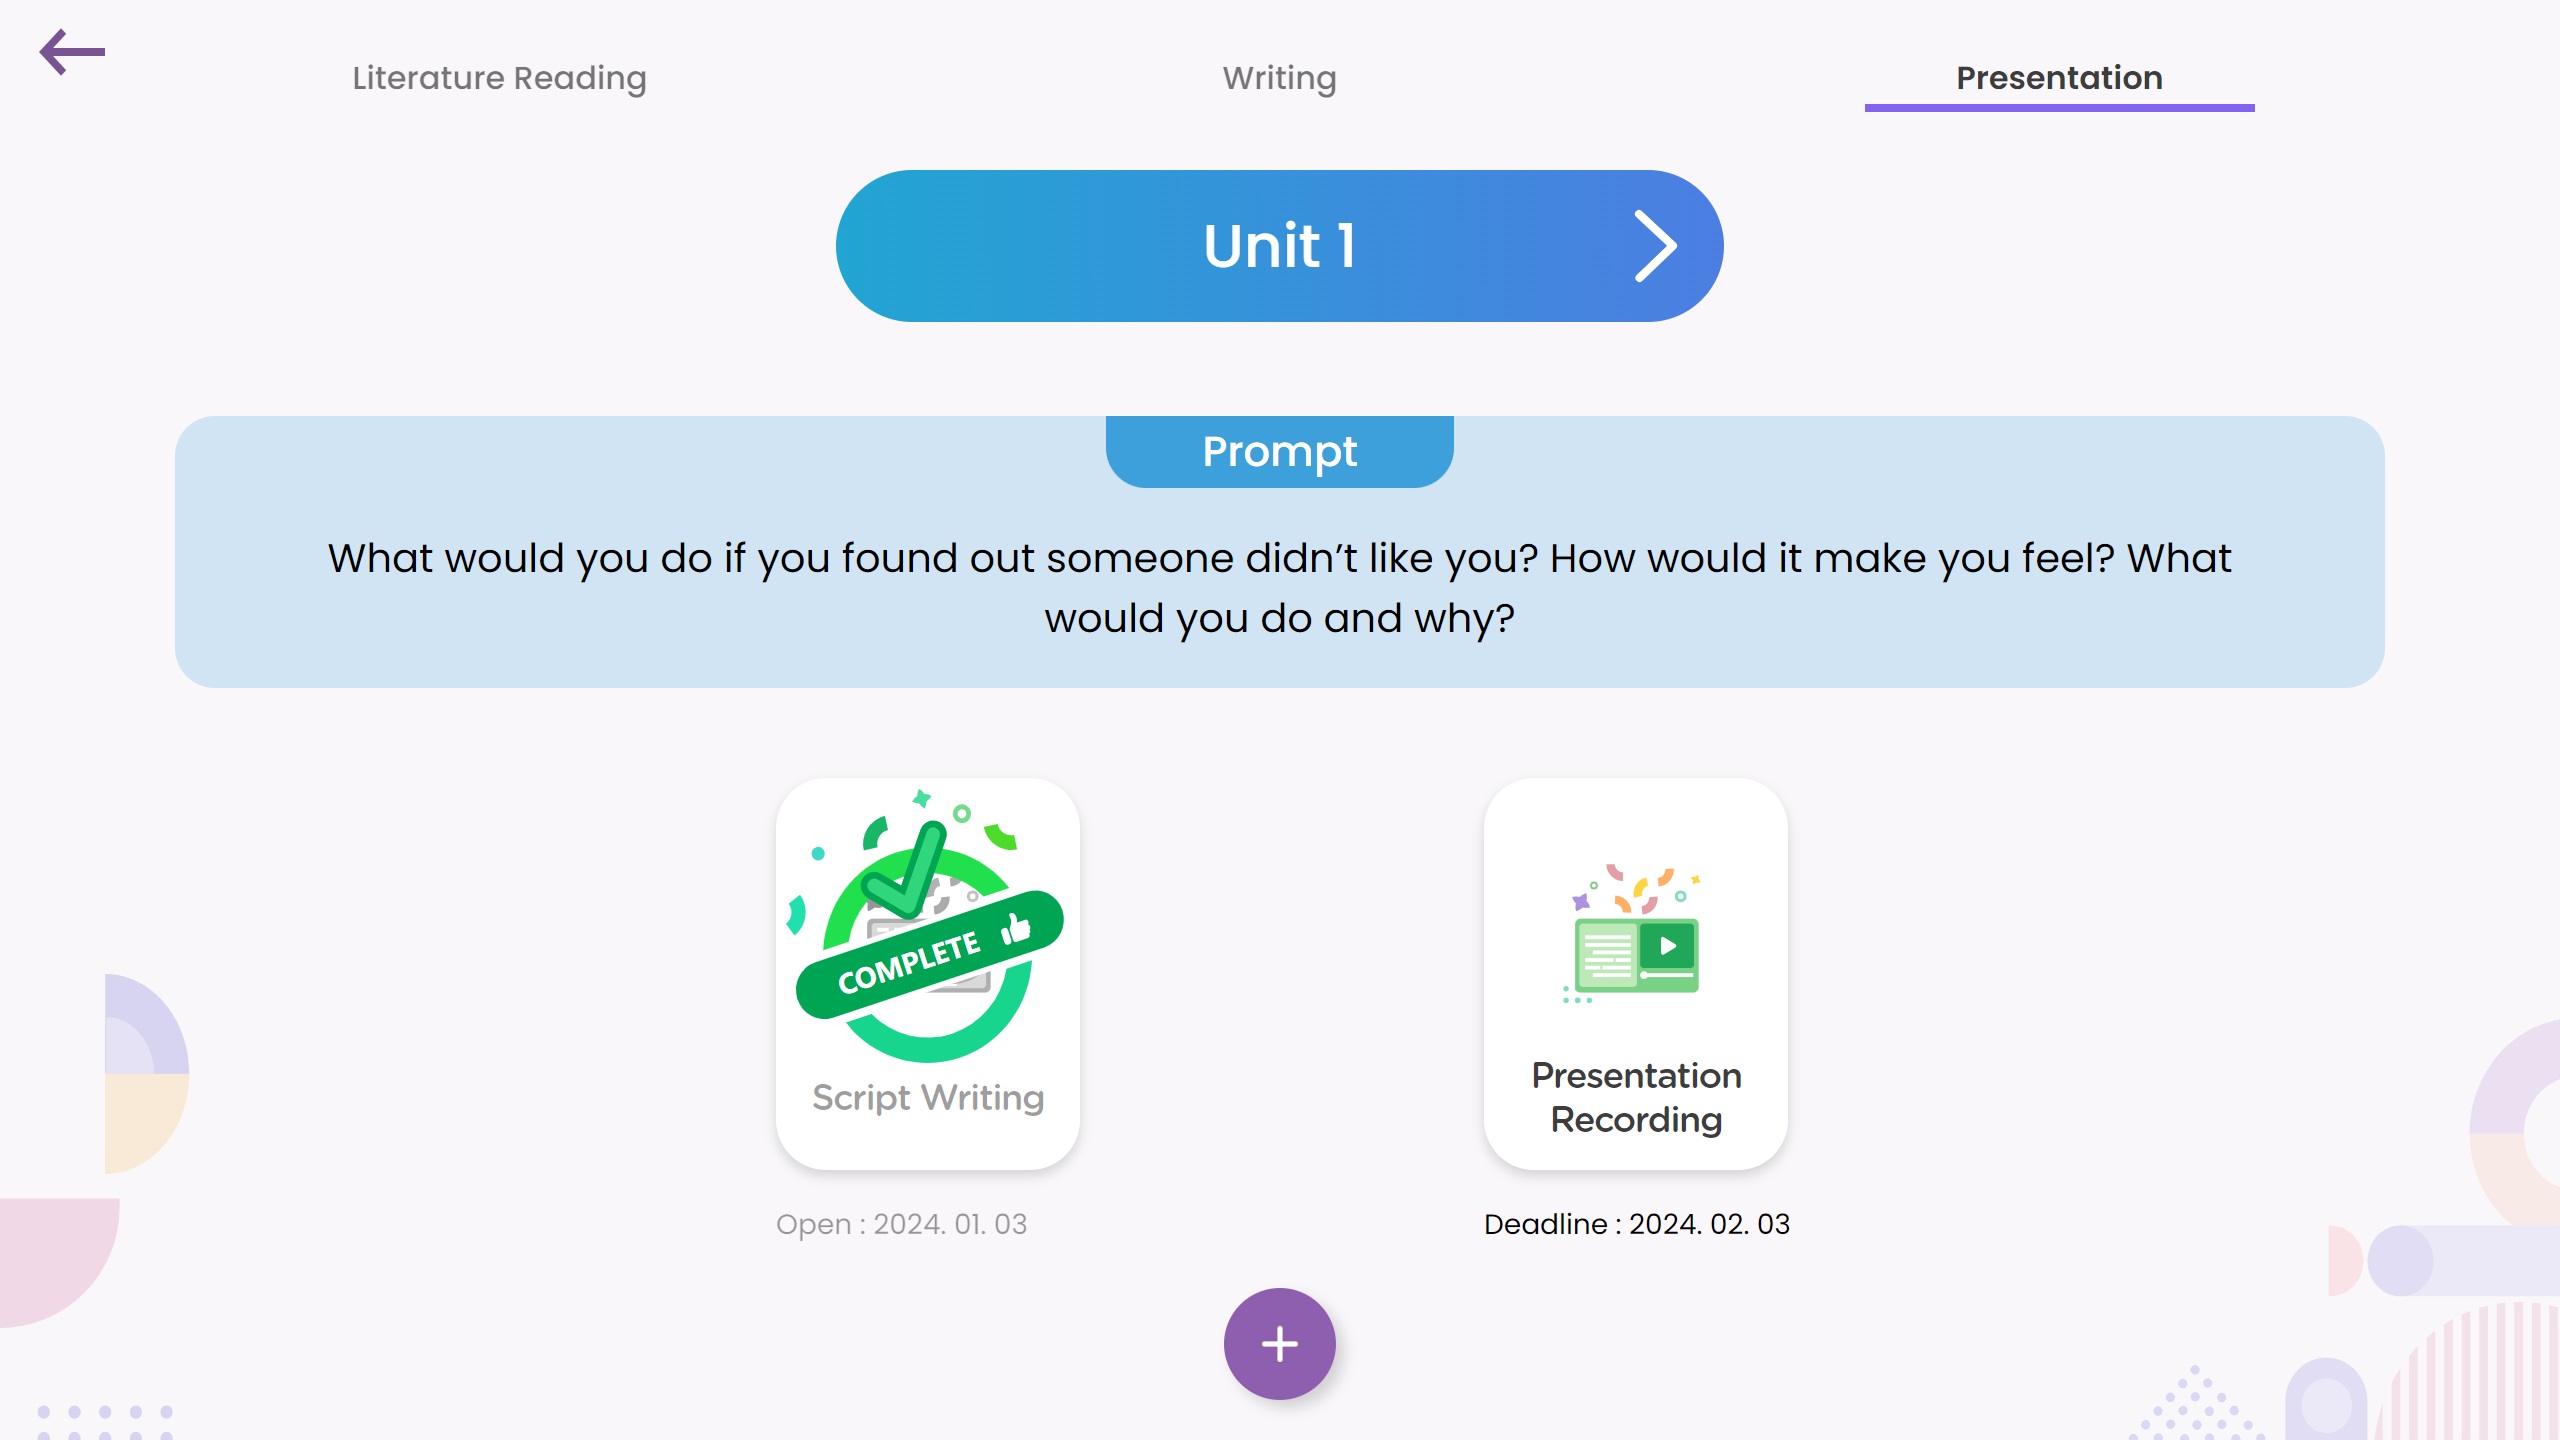 Literature Reading
Writing
Presentation
Unit 1
Prompt
What would you do if you found out someone didn’t like you? How would it make you feel? What
would you do and why?
COMPLETE
Script Writing
Presentation
Recording
Open : 2024. 01. 03
Deadline : 2024. 02. 03